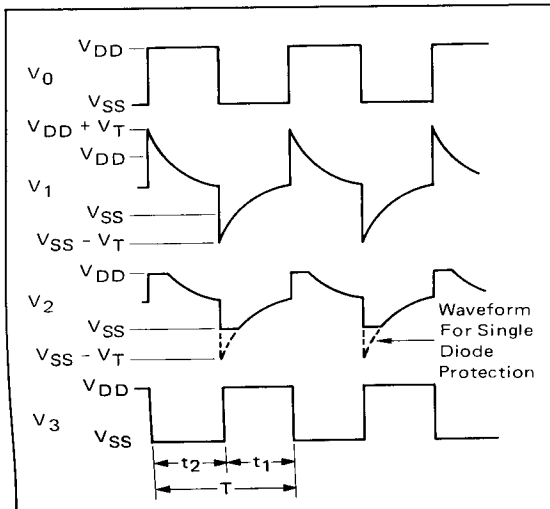 VDD
V0
VSS
VDD + VT
VDD
V1
VSS
VSS − VT
VDD
V2
VSS
VSS − VT
Waveform
For Single
Diode
Protection
VDD
V3
VSS
t2
t1
T